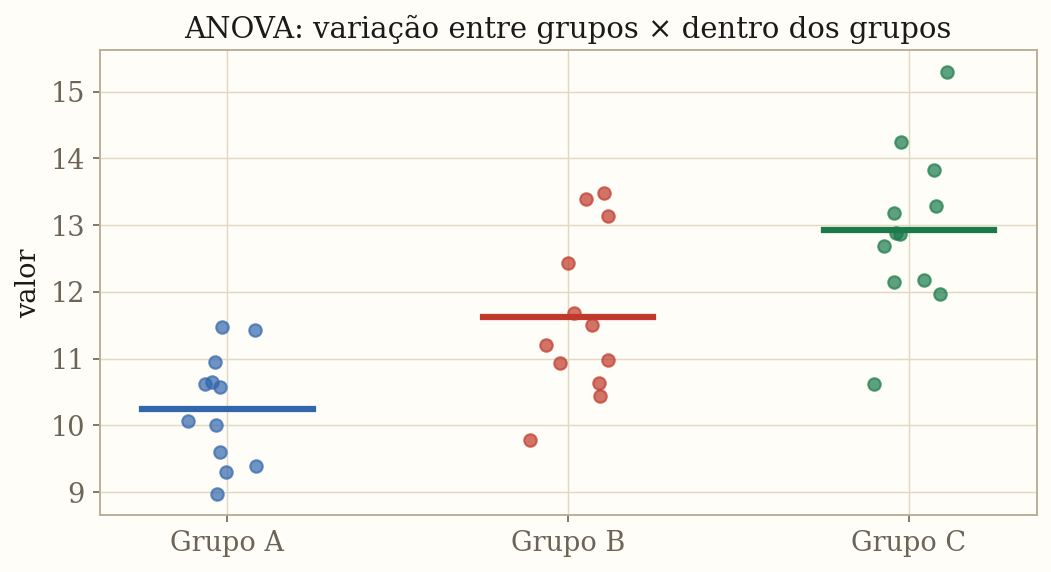 ANOVA: variação entre grupos × dentro dos grupos
valor
15
14
13
12
11
10
9
Grupo A
Grupo B
Grupo C